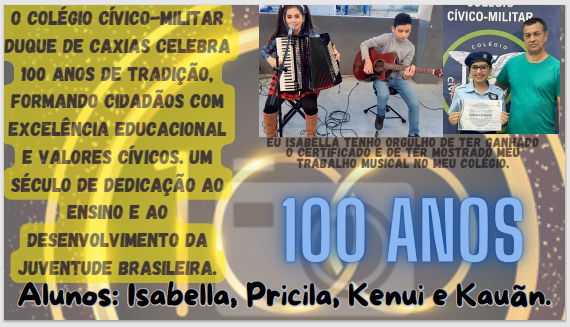 O COLÉGIO CÍVICO-MILITAR
DUQUE DE CAXIAS CELEBRA
100 ANOS DE TRADIÇÃO,
FORMANDO CIDADÃOS COM
EXCELÊNCIA EDUCACIONAL
E VALORES CÍVICOS. UM
SÉCULO DE DEDICAÇÃO AO
ENSINO E AO
DESENVOLVIMENTO DA
JUVENTUDE BRASILEIRA.
COLÉGIO
CÍVICO-MILITAR
COLÉGIO
EU ISABELLA TENHO ORGULHO DE TER GANHADO
O CERTIFICADO E DE TER MOSTRADO MEU
TRABALHO MUSICAL NO MEU COLÉGIO.
100 ANOS
Alunos: Isabella, Pricila, Kenui e Kauãn.